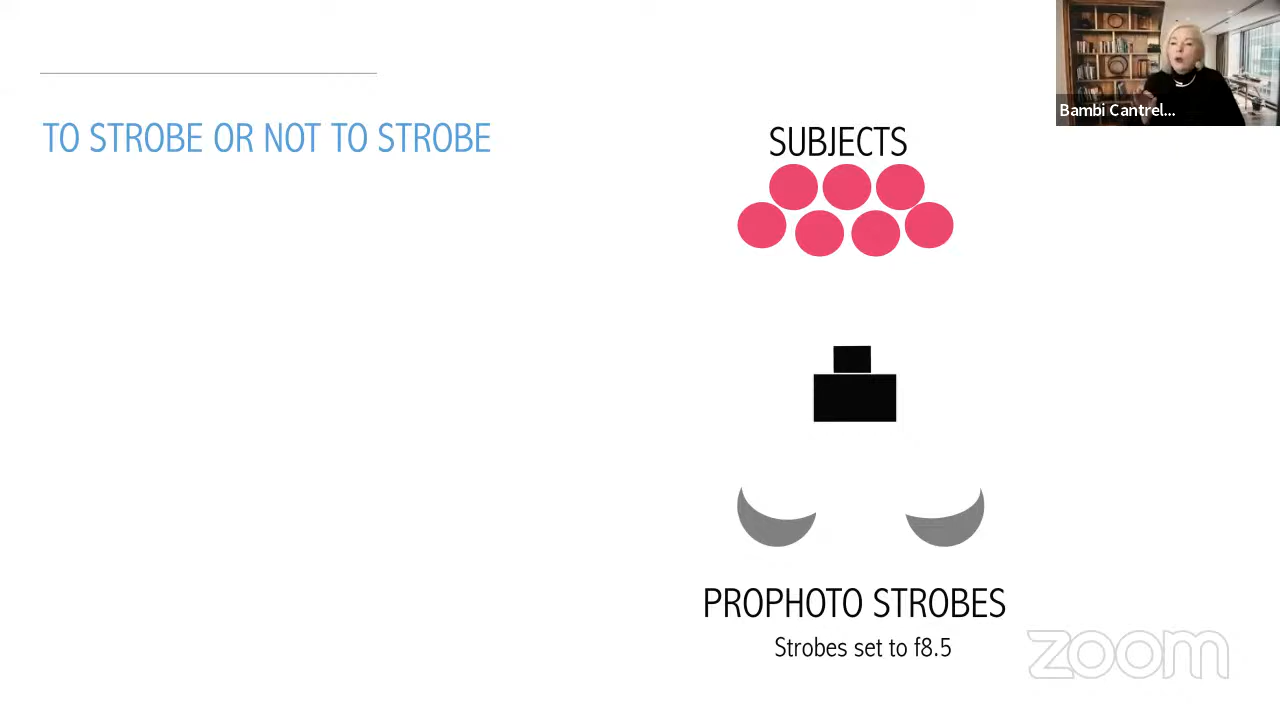 TO STROBE OR NOT TO STROBE
Bambi Cantrel...
SUBJECTS
PROPHOTO STROBES
Strobes set to f8.5
zoom